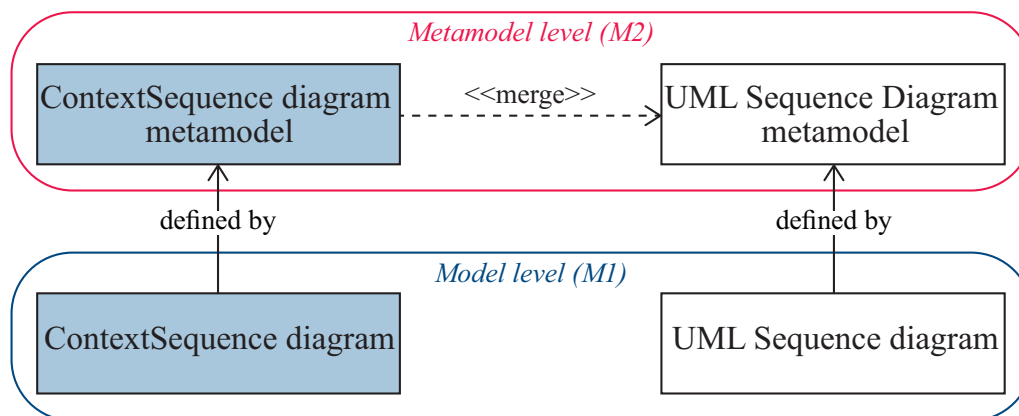 Metamodel level (M2)
ContextSequence diagram
metamodel
<<merge>>
UML Sequence Diagram
metamodel
defined by
defined by
Model level (M1)
ContextSequence diagram
UML Sequence diagram